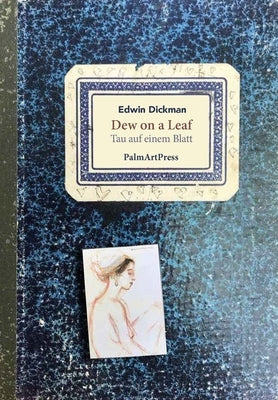 Edwin Dickman
Dew on a Leaf
Tau auf einem Blatt
PalmArtPress